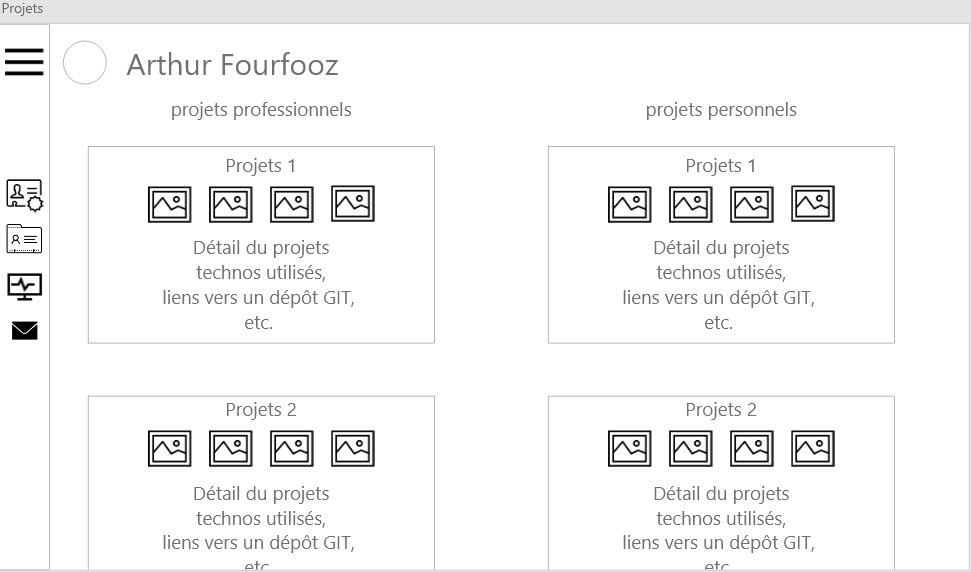 Projets
Arthur Fourfooz
projets professionnels
projets personnels
Projets 1
Détail du projets
technos utilisés,
liens vers un dépôt GIT,
etc.
Projets 1
Détail du projets
technos utilisés,
liens vers un dépôt GIT,
etc.
Projets 2
Détail du projets
technos utilisés,
liens vers un dépôt GIT,
etc
Projets 2
Détail du projets
technos utilisés,
liens vers un dépôt GIT,
etc